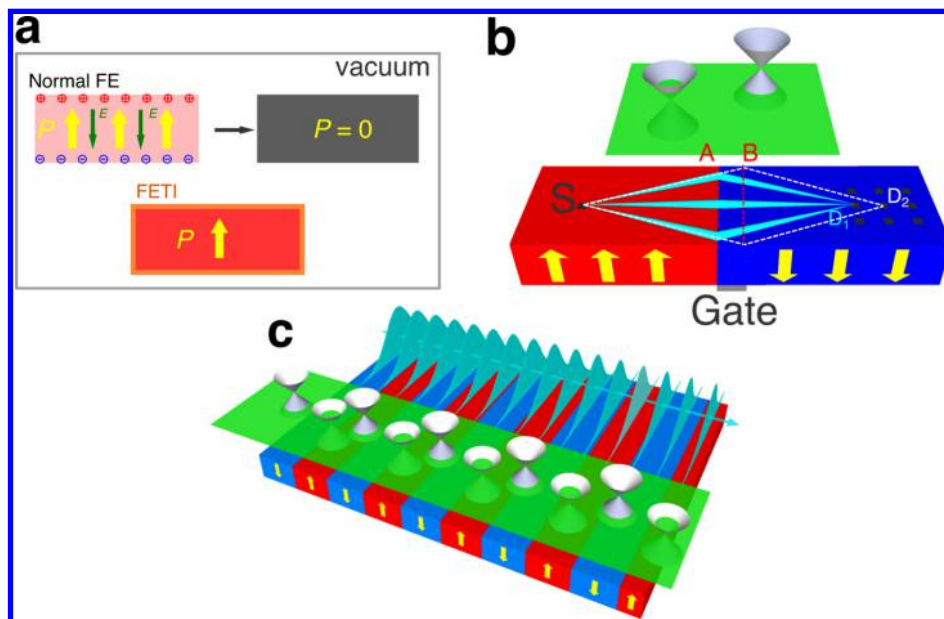 a
vacuum
Normal FE
P E E
P = 0
FETI
P
b
A B
S
D1
D2
Gate
c